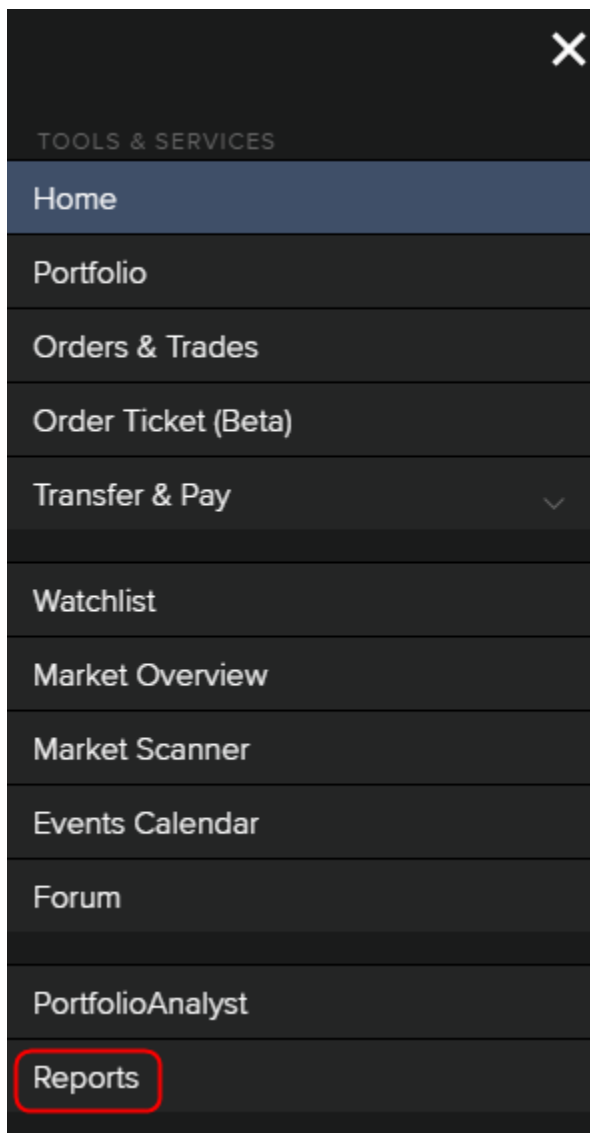 TOOLS & SERVICES
Home
Portfolio
Orders & Trades
Order Ticket (Beta)
Transfer & Pay
Watchlist
Market Overview
Market Scanner
Events Calendar
Forum
PortfolioAnalyst
Reports